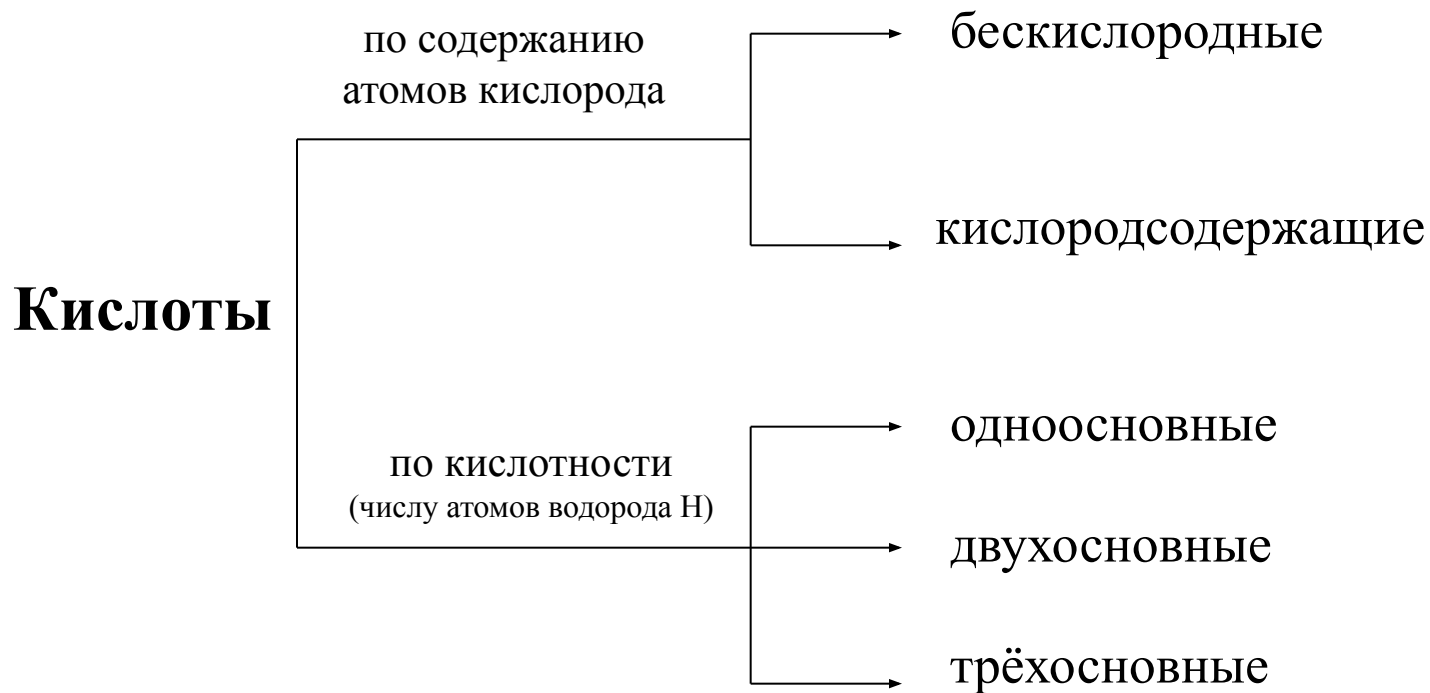 по содержанию
атомов кислорода
бескислородные
кислородсодержащие
Кислоты
по кислотности
(числу атомов водорода Н)
одноосновные
двухосновные
трёхосновные